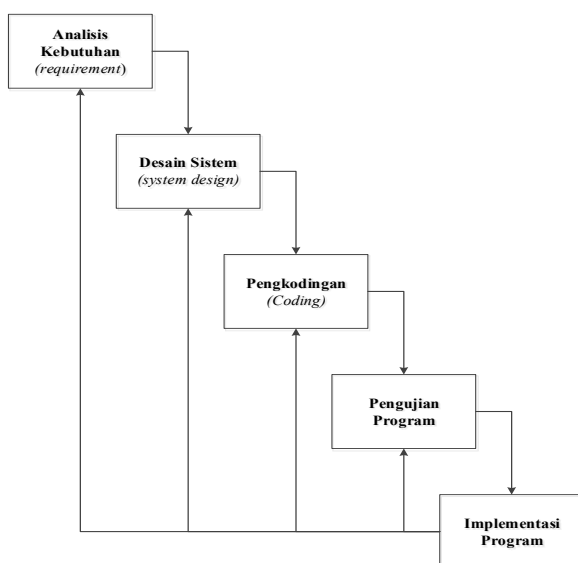 Analisis
Kebutuhan
(requirement)
Desain Sistem
(system design)
Pengkodingan
(Coding)
Pengujian
Program
Implementasi
Program